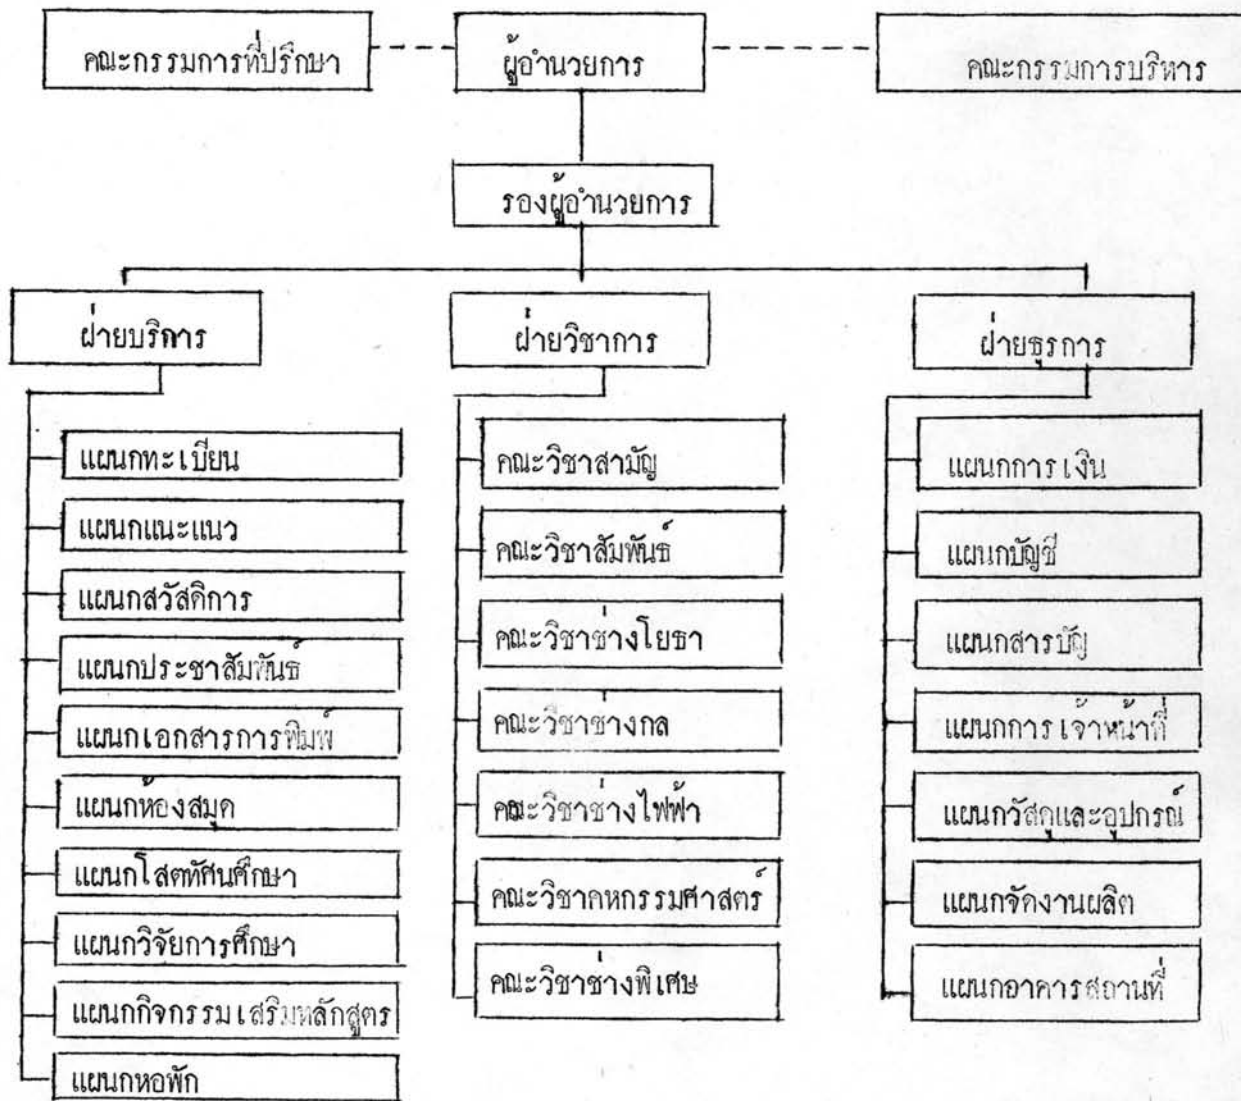 คณะกรรมการที่ปรึกษา
ผู้อำนวยการ
คณะกรรมการบริหาร
รองผู้อำนวยการ
ฝ่ายบริการ
ฝ่ายวิชาการ
ฝ่ายธุรการ
แผนกทะเบียน
แผนกแนะแนว
แผนกสวัสดิการ
แผนกประชาสัมพันธ์
แผนกเอกสารการพิมพ์
แผนกห้องสมุด
แผนกโสตทัศนศึกษา
แผนกวิจัยการศึกษา
แผนกกิจกรรมเสริมหลักสูตร
แผนกหอพัก
คณะวิชาสามัญ
คณะวิชาสัมพันธ์
คณะวิชาช่างโยธา
คณะวิชาช่างกล
คณะวิชาช่างไฟฟ้า
คณะวิชาคหกรรมศาสตร์
คณะวิชาช่างพิเศษ
แผนกการเงิน
แผนกบัญชี
แผนกสารบัญ
แผนกการเจ้าหน้าที่
แผนกวัสดุและอุปกรณ์
แผนกจัดงานผลิต
แผนกอาคารสถานที่